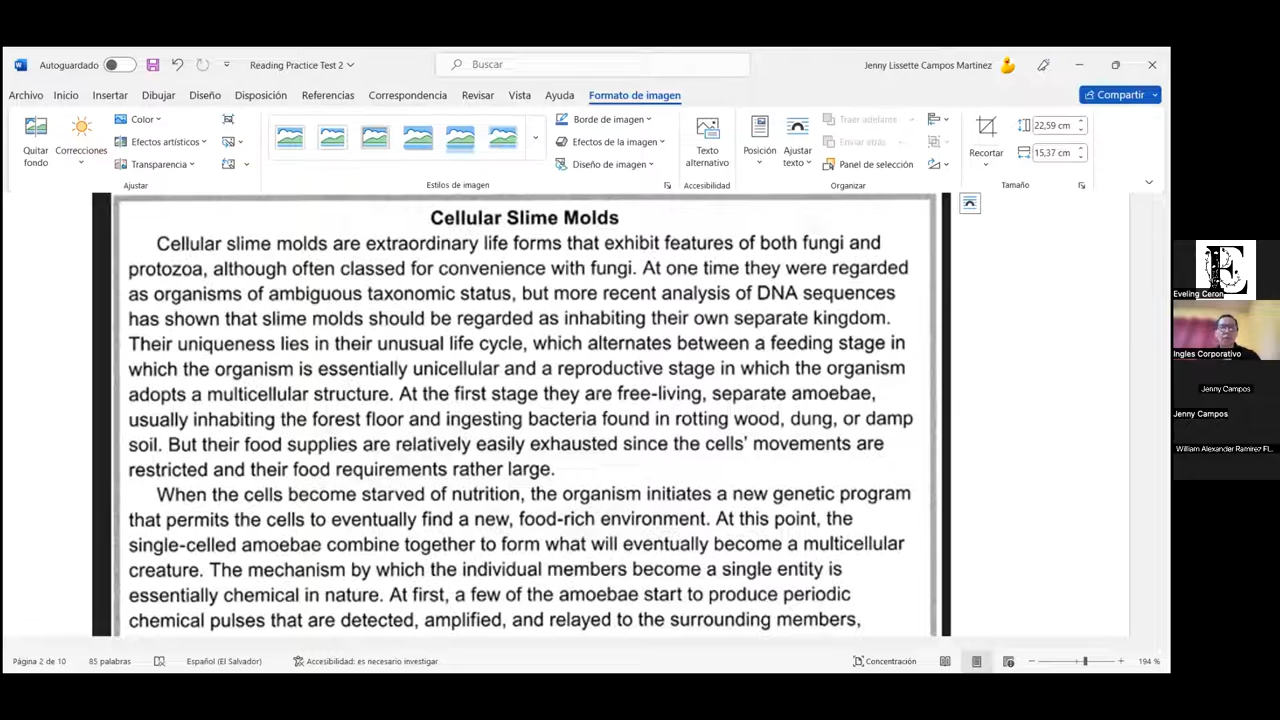 Autoguardado
Reading Practice Test 2
Buscar
Jenny Lissette Campos Martinez
Archivo Inicio Insertar Dibujar Diseño Disposición Referencias Correspondencia Revisar Vista Ayuda Formato de imagen
Compartir
Quitar fondo
Correcciones
Color
Efectos artísticos
Transparencia
Ajustar
Estilos de imagen
Borde de imagen
Efectos de la imagen
Diseño de imagen
Texto alternativo
Accesibilidad
Posición
Ajustar texto
Traer adelante
Enviar atrás
Panel de selección
Organizar
Recortar
22,59 cm
15,37 cm
Tamaño
Cellular Slime Molds
Cellular slime molds are extraordinary life forms that exhibit features of both fungi and
protozoa, although often classed for convenience with fungi. At one time they were regarded
as organisms of ambiguous taxonomic status, but more recent analysis of DNA sequences
has shown that slime molds should be regarded as inhabiting their own separate kingdom.
Their uniqueness lies in their unusual life cycle, which alternates between a feeding stage in
which the organism is essentially unicellular and a reproductive stage in which the organism
adopts a multicellular structure. At the first stage they are free-living, separate amoebae,
usually inhabiting the forest floor and ingesting bacteria found in rotting wood, dung, or damp
soil. But their food supplies are relatively easily exhausted since the cells' movements are
restricted and their food requirements rather large.
When the cells become starved of nutrition, the organism initiates a new genetic program
that permits the cells to eventually find a new, food-rich environment. At this point, the
single-celled amoebae combine together to form what will eventually become a multicellular
creature. The mechanism by which the individual members become a single entity is
essentially chemical in nature. At first, a few of the amoebae start to produce periodic
chemical pulses that are detected, amplified, and relayed to the surrounding members,
Página 2 de 10
85 palabras
Español (El Salvador)
Accesibilidad: es necesario investigar
Concentración
194 %
E
Eveling Ceron
Ingles Corporativo
Jenny Campos
Jenny Campos
William Alexander Ramirez Fl...